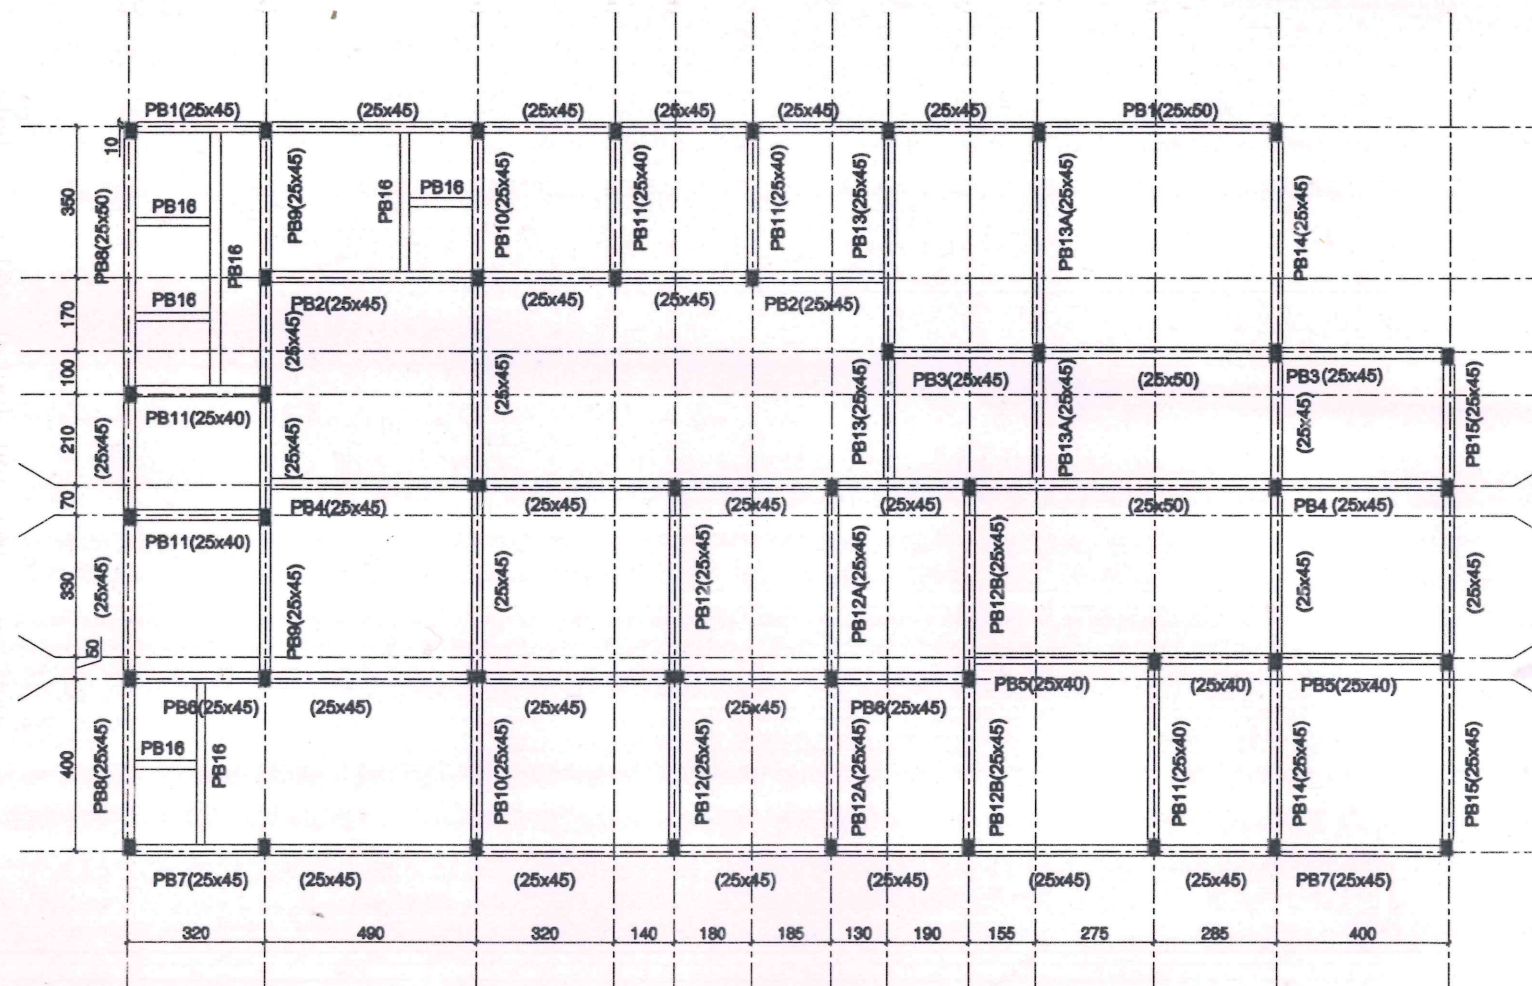 PB1(25x45) (25x45) (25x45) (25x45) (25x45) (25x45) PB1(25x50)
10
350
PB8(25x50)
PB16
PB16
PB16
PB9(25x45)
PB16
PB16
PB10(25x45)
PB11(25x40)
PB11(25x40)
PB13(25x45)
PB13A(25x45)
PB14(25x45)
170
PB2(25x45) (25x45) (25x45) PB2(25x45)
(25x45)
(25x45)
100
PB3(25x45) (25x50) PB3(25x45)
PB11(25x40)
210
(25x45)
(25x45)
PB13(25x45)
PB13A(25x45)
(25x45)
PB15(25x45)
70
PB4(25x45) (25x45) (25x45) (25x45) (25x50) PB4 (25x45)
PB11(25x40)
330
(25x45)
PB9(25x45)
(25x45)
PB12(25x45)
PB12A(25x45)
PB12B(25x45)
(25x45)
(25x45)
50
PB5(25x40) (25x40) PB5(25x40)
PB6(25x45) (25x45) (25x45) (25x45) PB6(25x45)
400
PB8(25x45)
PB16
PB16
PB10(25x45)
PB12(25x45)
PB12A(25x45)
PB12B(25x45)
PB11(25x40)
PB14(25x45)
PB15(25x45)
PB7(25x45) (25x45) (25x45) (25x45) (25x45) (25x45) (25x45) PB7(25x45)
320 490 320 140 180 185 130 190 155 275 285 400